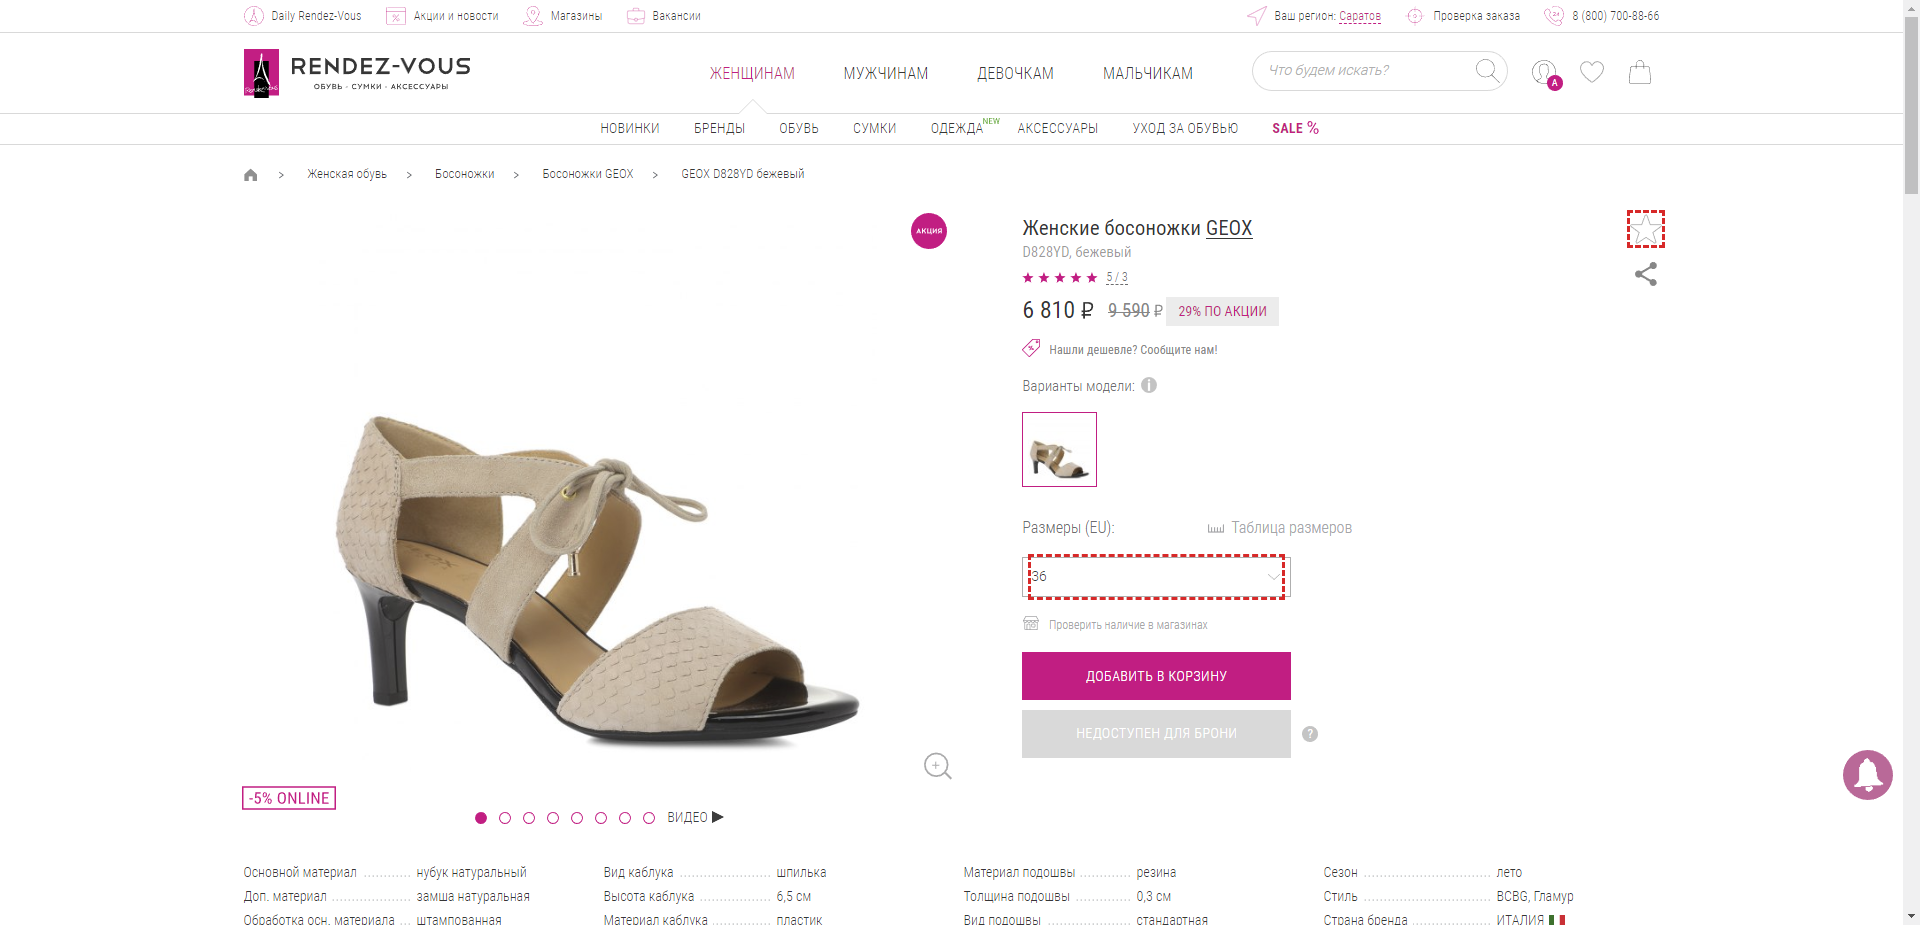 Daily Rendez-Vous Акции и новости Магазины Вакансии Ваш регион: Саратов Проверка заказа 8 (800) 700-88-66
RENDEZ-VOUS
ОБУВЬ · СУМКИ · АКСЕССУАРЫ
ЖЕНЩИНАМ МУЖЧИНАМ ДЕВОЧКАМ МАЛЬЧИКАМ
Что будем искать?
A
НОВИНКИ БРЕНДЫ ОБУВЬ СУМКИ ОДЕЖДА NEW АКСЕССУАРЫ УХОД ЗА ОБУВЬЮ SALE %
> Женская обувь > Босоножки > Босоножки GEOX > GEOX D828YD бежевый
АКЦИЯ
Женские босоножки GEOX
D828YD, бежевый
5 / 3
6 810 ₽ 9 590 ₽ 29% ПО АКЦИИ
Нашли дешевле? Сообщите нам!
Варианты модели:
Размеры (EU): Таблица размеров
36
Проверить наличие в магазинах
ДОБАВИТЬ В КОРЗИНУ
НЕДОСТУПЕН ДЛЯ БРОНИ ?
-5% ONLINE
ВИДЕО
Основной материал нубук натуральный Вид каблука шпилька Материал подошвы резина Сезон лето
Доп. материал замша натуральная Высота каблука 6,5 см Толщина подошвы 0,3 см Стиль BCBG, Гламур
Обработка осн. материала штампованная Материал каблука пластик Вид подошвы стандартная Страна бренда ИТАЛИЯ